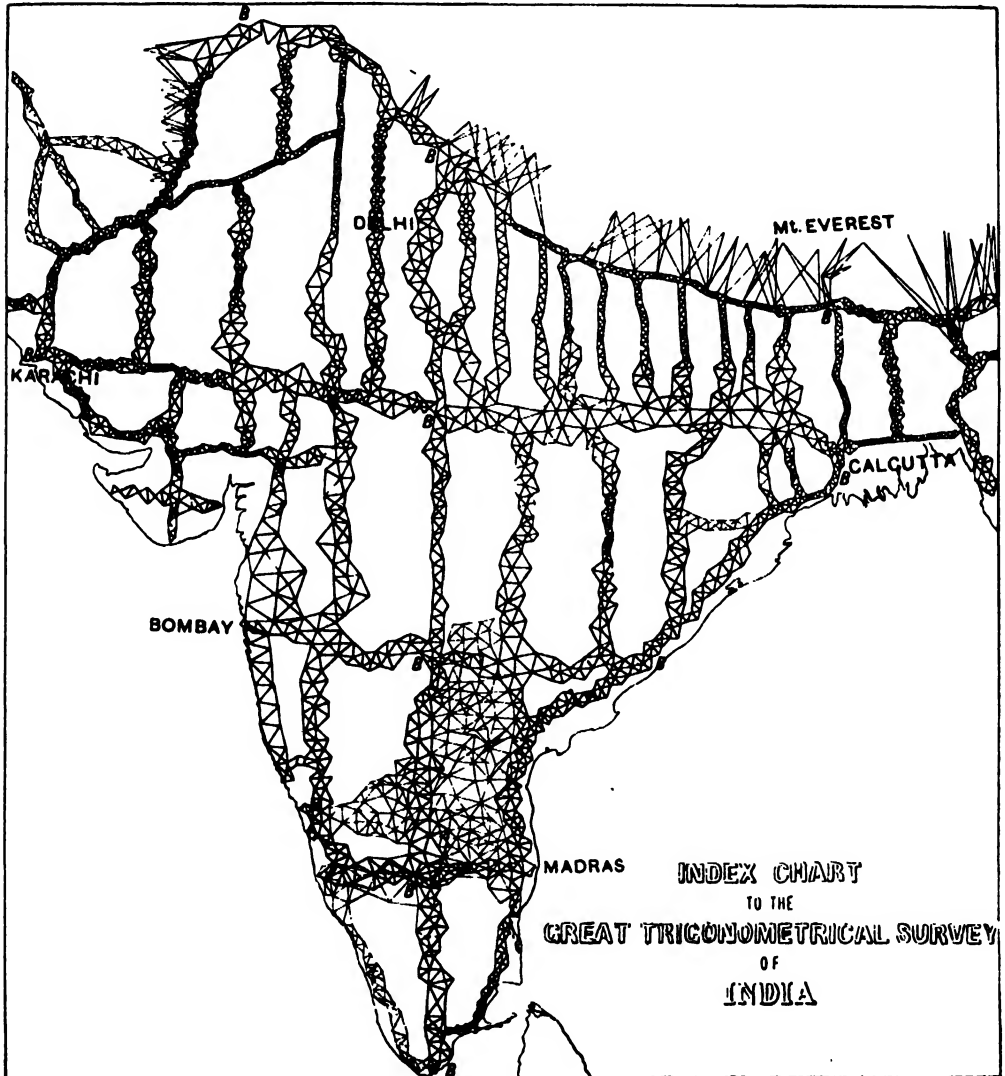 B
B
DELHI
Mt. EVEREST
B
B
KARACHI
B
CALCUTTA
B
BOMBAY
B
B
MADRAS
B
INDEX CHART
TO THE
GREAT TRIGONOMETRICAL SURVEY
OF
INDIA
B